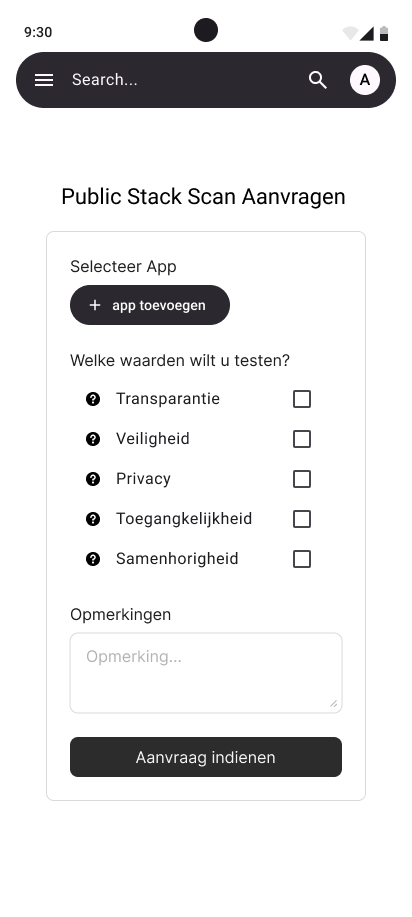 9:30
Search...
A
Public Stack Scan Aanvragen
Selecteer App
+ app toevoegen
Welke waarden wilt u testen?
? Transparantie
? Veiligheid
? Privacy
? Toegangkelijkheid
? Samenhorigheid
Opmerkingen
Opmerking...
Aanvraag indienen